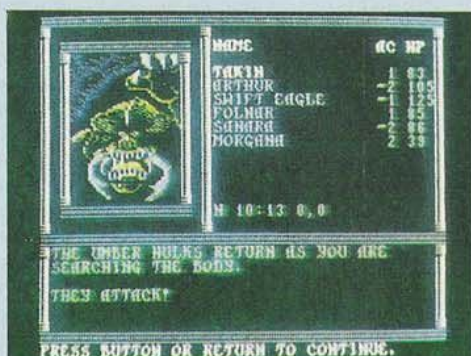 NAME AC HP
TAKIN 1 83
ARTHUR -2 105
SWIFT EAGLE -1 125
FOLNAR 1 85
SANARA -2 86
MORGANA 2 39
N 10:13 0,0
THE UMBER HULKS RETURN AS YOU ARE
SEARCHING THE BODY.
THEY ATTACK!
PRESS BUTTON OR RETURN TO CONTINUE.